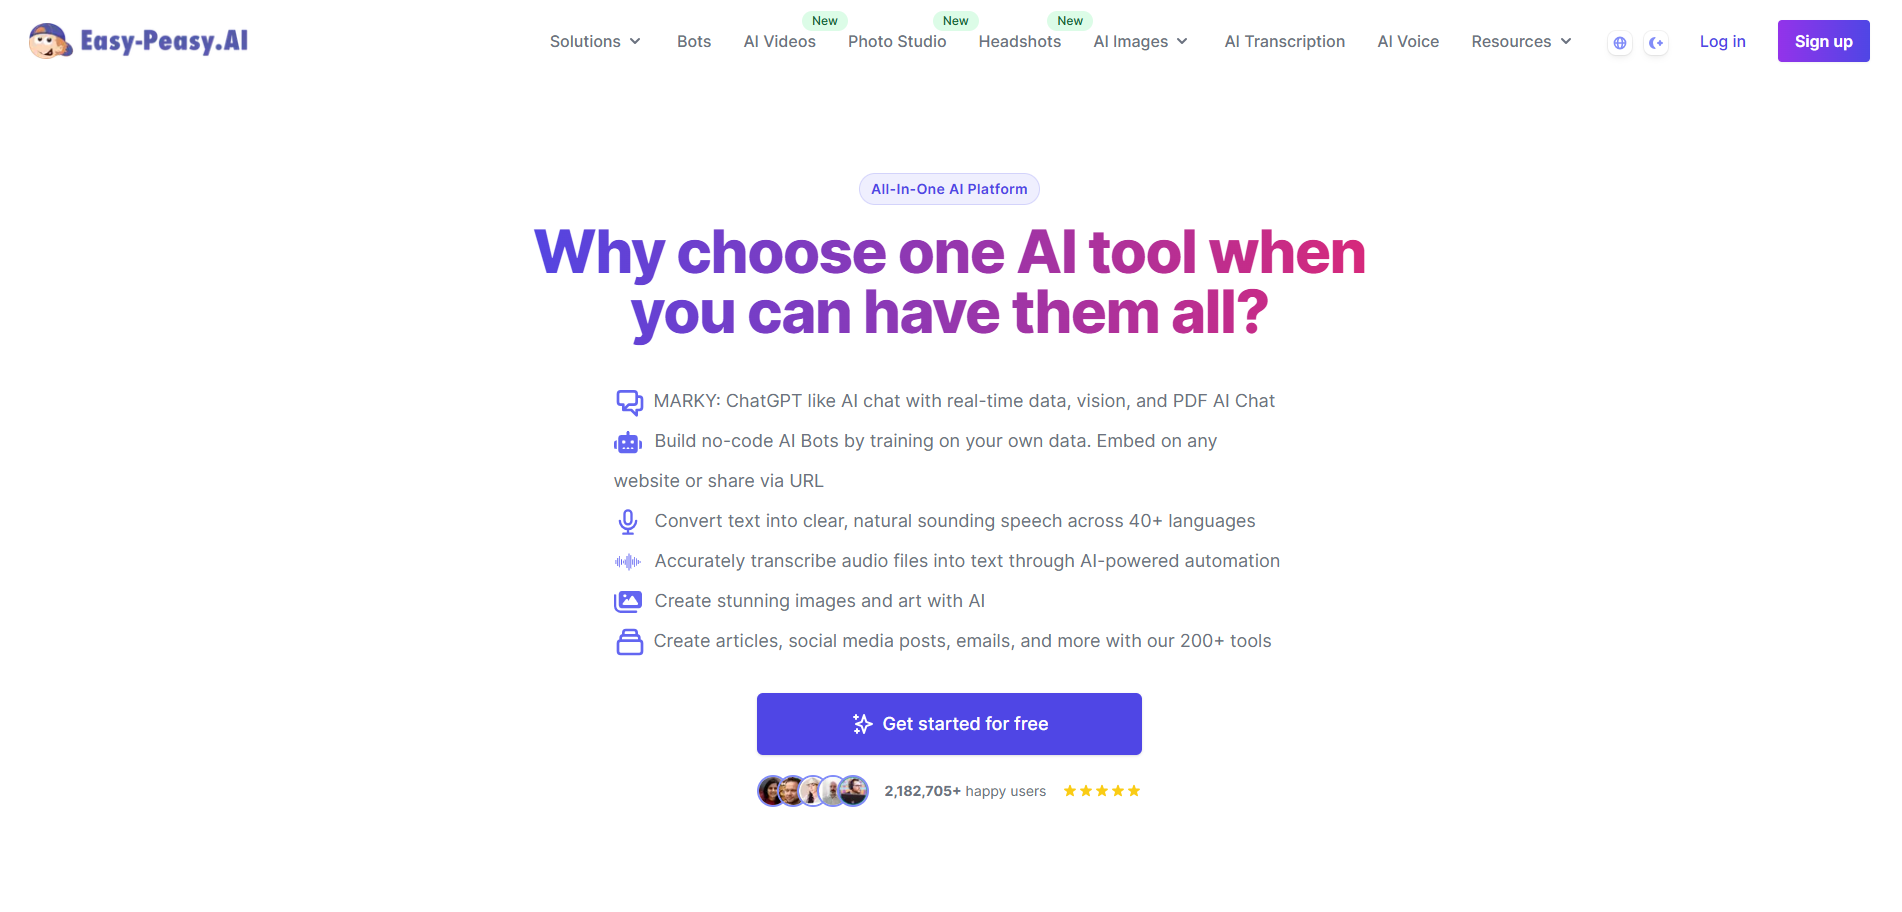 Easy-Peasy.AI
Solutions
Bots
New
AI Videos
New
Photo Studio
New
Headshots
AI Images
AI Transcription
AI Voice
Resources
Log in
Sign up
All-In-One AI Platform
Why choose one AI tool when
you can have them all?
MARKY: ChatGPT like AI chat with real-time data, vision, and PDF AI Chat
Build no-code AI Bots by training on your own data. Embed on any
website or share via URL
Convert text into clear, natural sounding speech across 40+ languages
Accurately transcribe audio files into text through AI-powered automation
Create stunning images and art with AI
Create articles, social media posts, emails, and more with our 200+ tools
Get started for free
2,182,705+ happy users